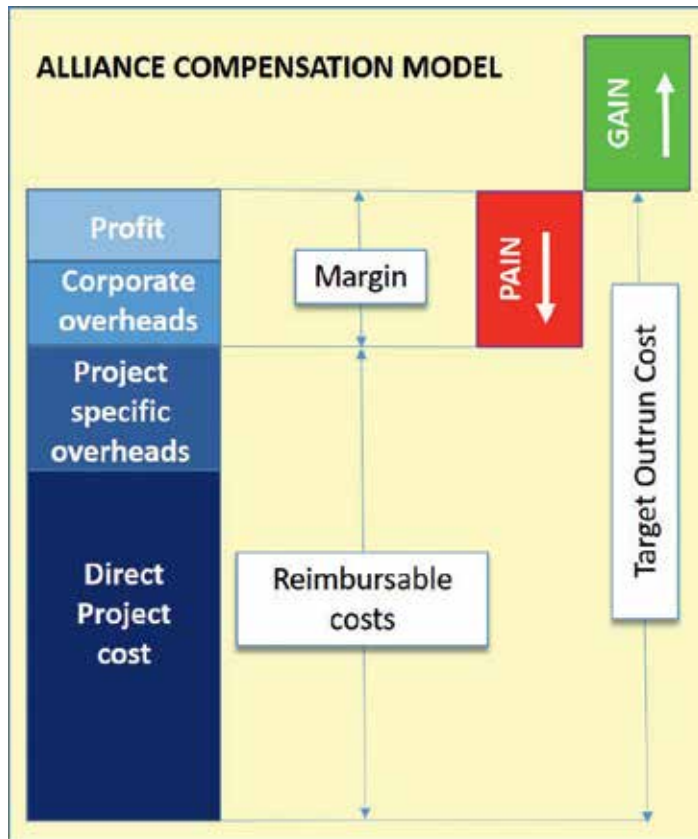 ALLIANCE COMPENSATION MODEL
GAIN
Profit
Corporate
overheads
Margin
PAIN
Project
specific
overheads
Target Outrun Cost
Direct
Project
cost
Reimbursable
costs